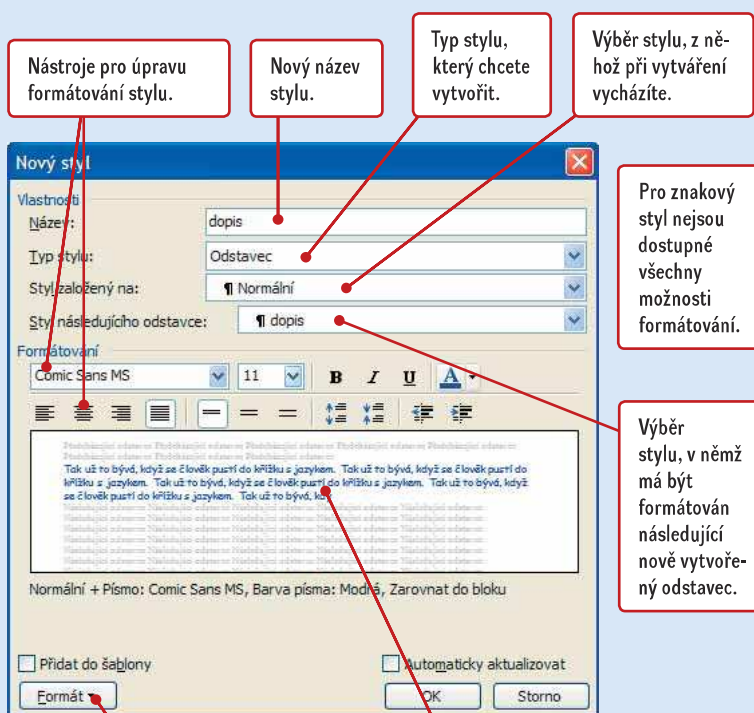 Nástroje pro úpravu
formátování stylu.
Nový název
stylu.
Typ stylu,
který chcete
vytvořit.
Výběr stylu, z ně-
hož při vytváření
vycházíte.
Nový styl
Vlastnosti
Název:
dopis
Typ stylu:
Odstavec
Styl založený na:
¶ Normální
Styl následujícího odstavce:
¶ dopis
Formátování
Comic Sans MS
11
B I U A
Tak už to bývá, když se člověk pustí do křížku s jazykem. Tak už to bývá, když se člověk pustí do
křížku s jazykem. Tak už to bývá, když se člověk pustí do křížku s jazykem. Tak už to bývá, když
se člověk pustí do křížku s jazykem. Tak už to bývá,
Normální + Písmo: Comic Sans MS, Barva písma: Modrá, Zarovnat do bloku
Přidat do šablony
Automaticky aktualizovat
Formát
OK
Storno
Pro znakový
styl nejsou
dostupné
všechny
možnosti
formátování.
Výběr
stylu, v němž
má být
formátován
následující
nově vytvoře-
ný odstavec.